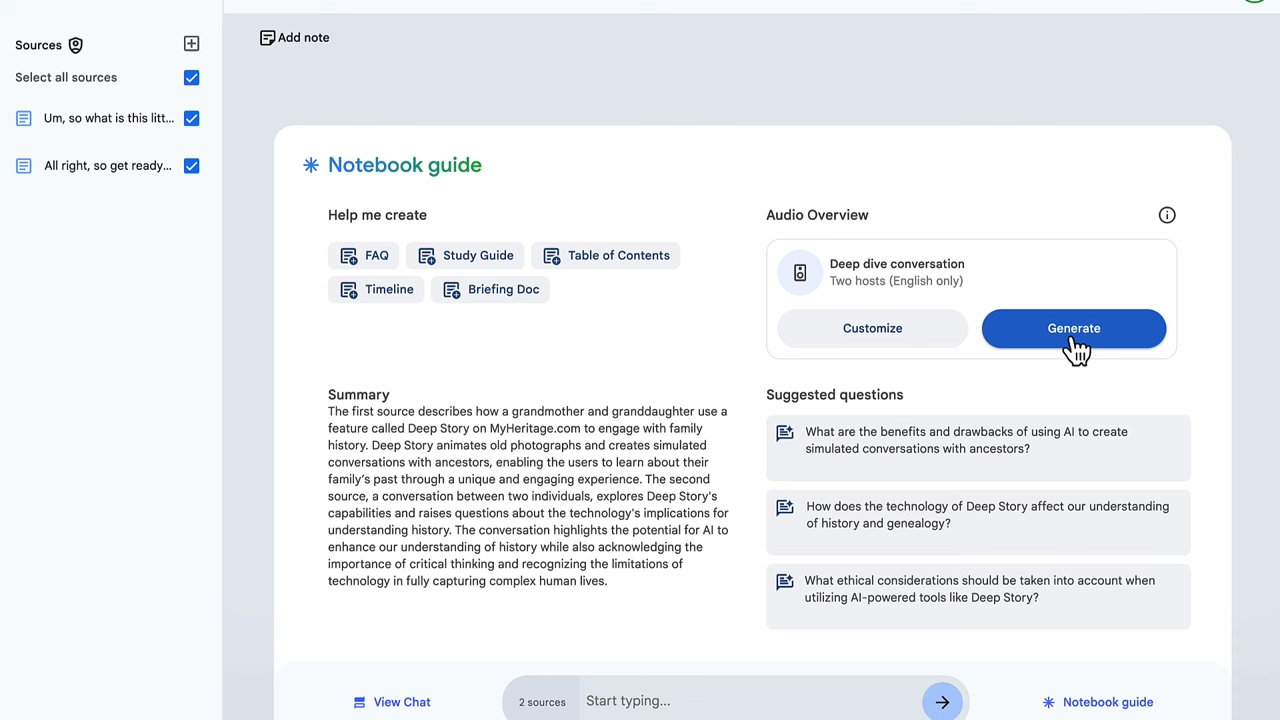 Sources
Select all sources
Um, so what is this litt...
All right, so get ready...
Add note
Notebook guide
Help me create
FAQ
Study Guide
Table of Contents
Timeline
Briefing Doc
Audio Overview
Deep dive conversation
Two hosts (English only)
Customize
Generate
Summary
The first source describes how a grandmother and granddaughter use a
feature called Deep Story on MyHeritage.com to engage with family
history. Deep Story animates old photographs and creates simulated
conversations with ancestors, enabling the users to learn about their
family's past through a unique and engaging experience. The second
source, a conversation between two individuals, explores Deep Story's
capabilities and raises questions about the technology's implications for
understanding history. The conversation highlights the potential for AI to
enhance our understanding of history while also acknowledging the
importance of critical thinking and recognizing the limitations of
technology in fully capturing complex human lives.
Suggested questions
What are the benefits and drawbacks of using AI to create
simulated conversations with ancestors?
How does the technology of Deep Story affect our understanding
of history and genealogy?
What ethical considerations should be taken into account when
utilizing AI-powered tools like Deep Story?
View Chat
2 sources
Start typing...
Notebook guide